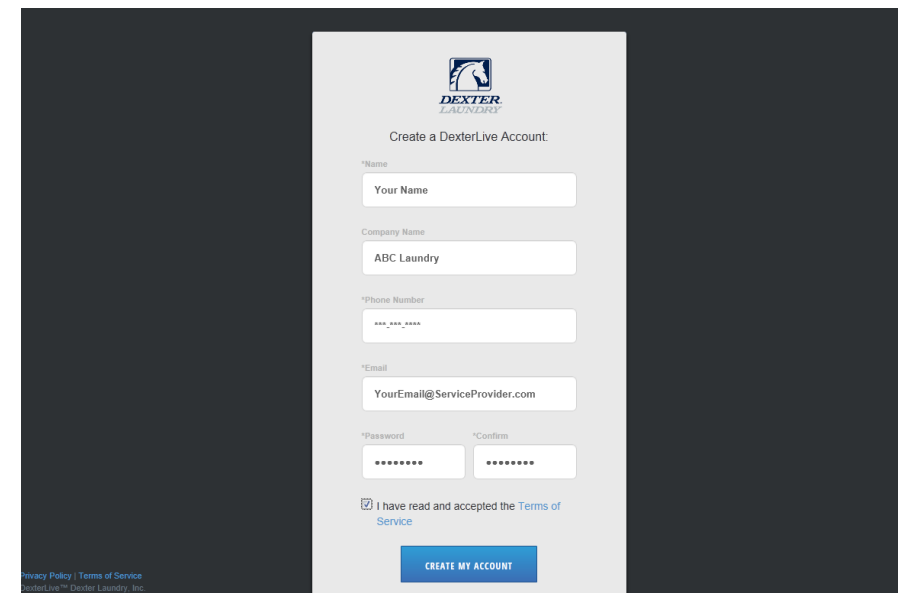 DEXTER
LAUNDRY
Create a DexterLive Account:
*Name
Your Name
Company Name
ABC Laundry
*Phone Number
***-***-****
*Email
YourEmail@ServiceProvider.com
*Password *Confirm
•••••••• ••••••••
I have read and accepted the Terms of
Service
CREATE MY ACCOUNT
Privacy Policy | Terms of Service
DexterLive™ Dexter Laundry, Inc.